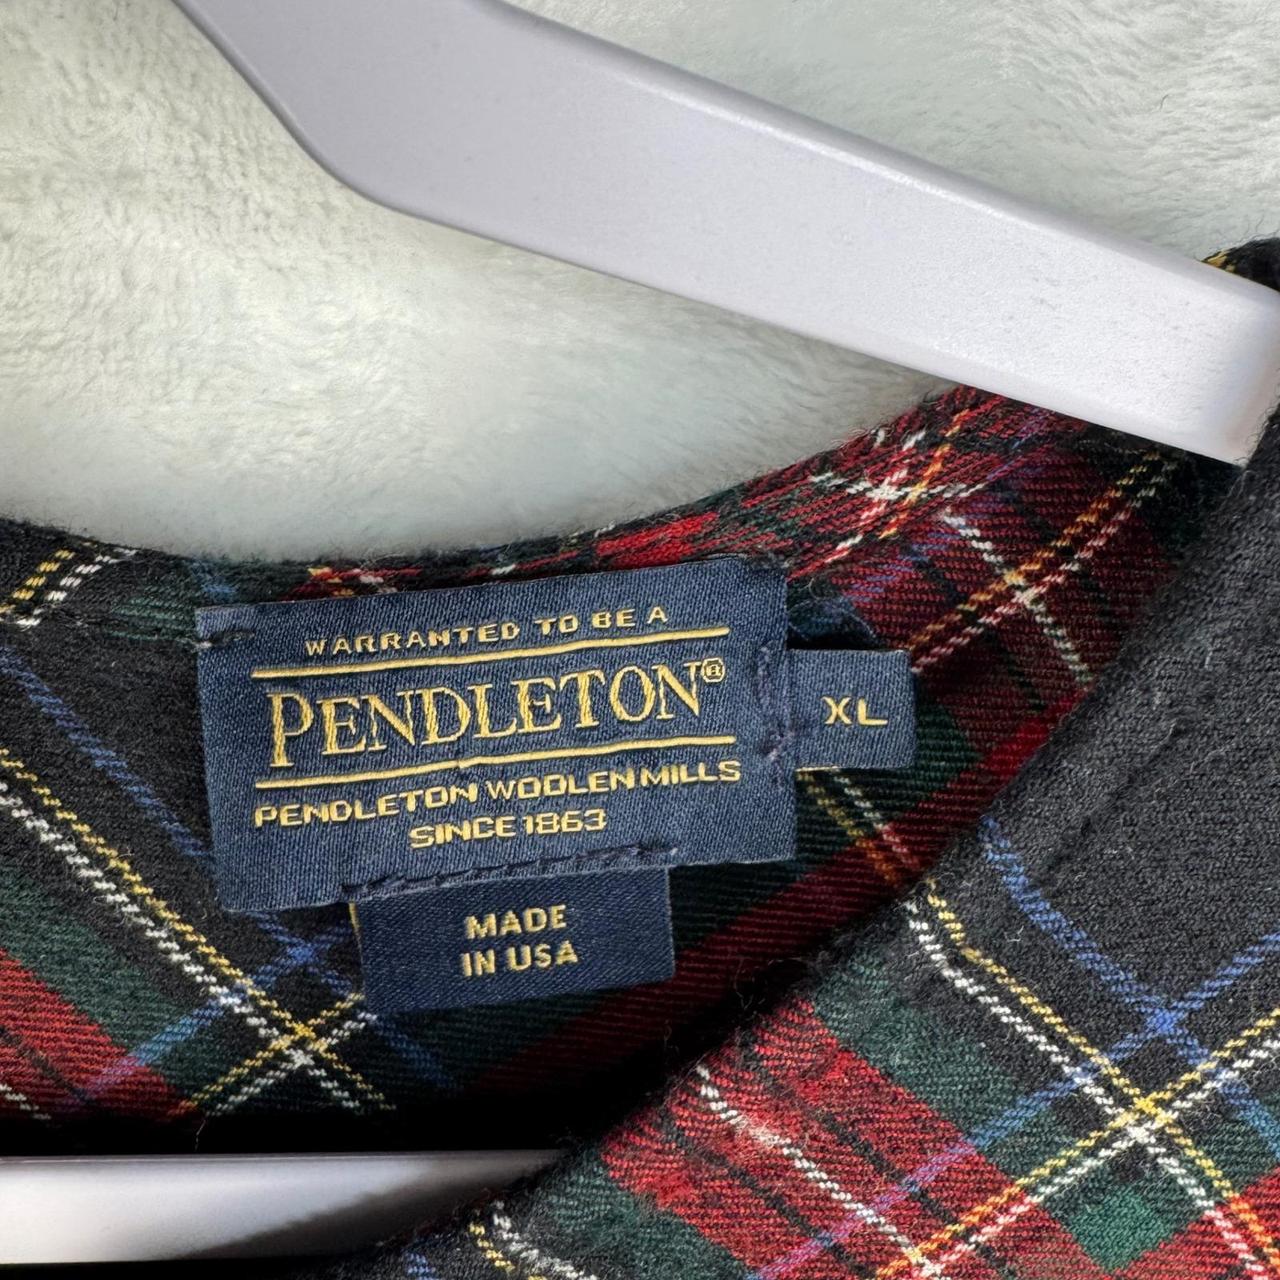 WARRANTED TO BE A
PENDLETON®
PENDLETON WOOLEN MILLS
SINCE 1863
XL
MADE
IN USA